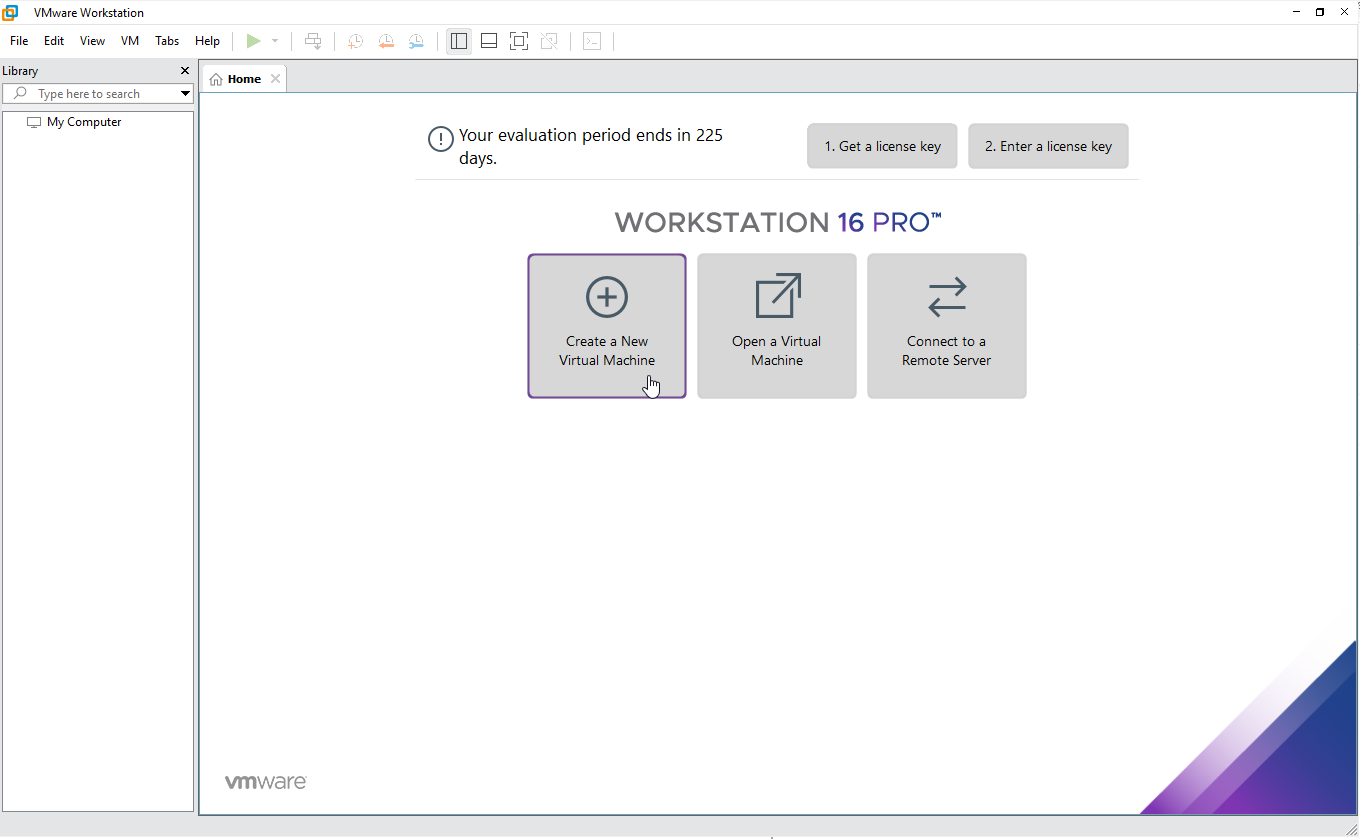 VMware Workstation
File Edit View VM Tabs Help
Library
Type here to search
My Computer
Home
Your evaluation period ends in 225
days.
1. Get a license key
2. Enter a license key
WORKSTATION 16 PRO™
Create a New
Virtual Machine
Open a Virtual
Machine
Connect to a
Remote Server
vmware